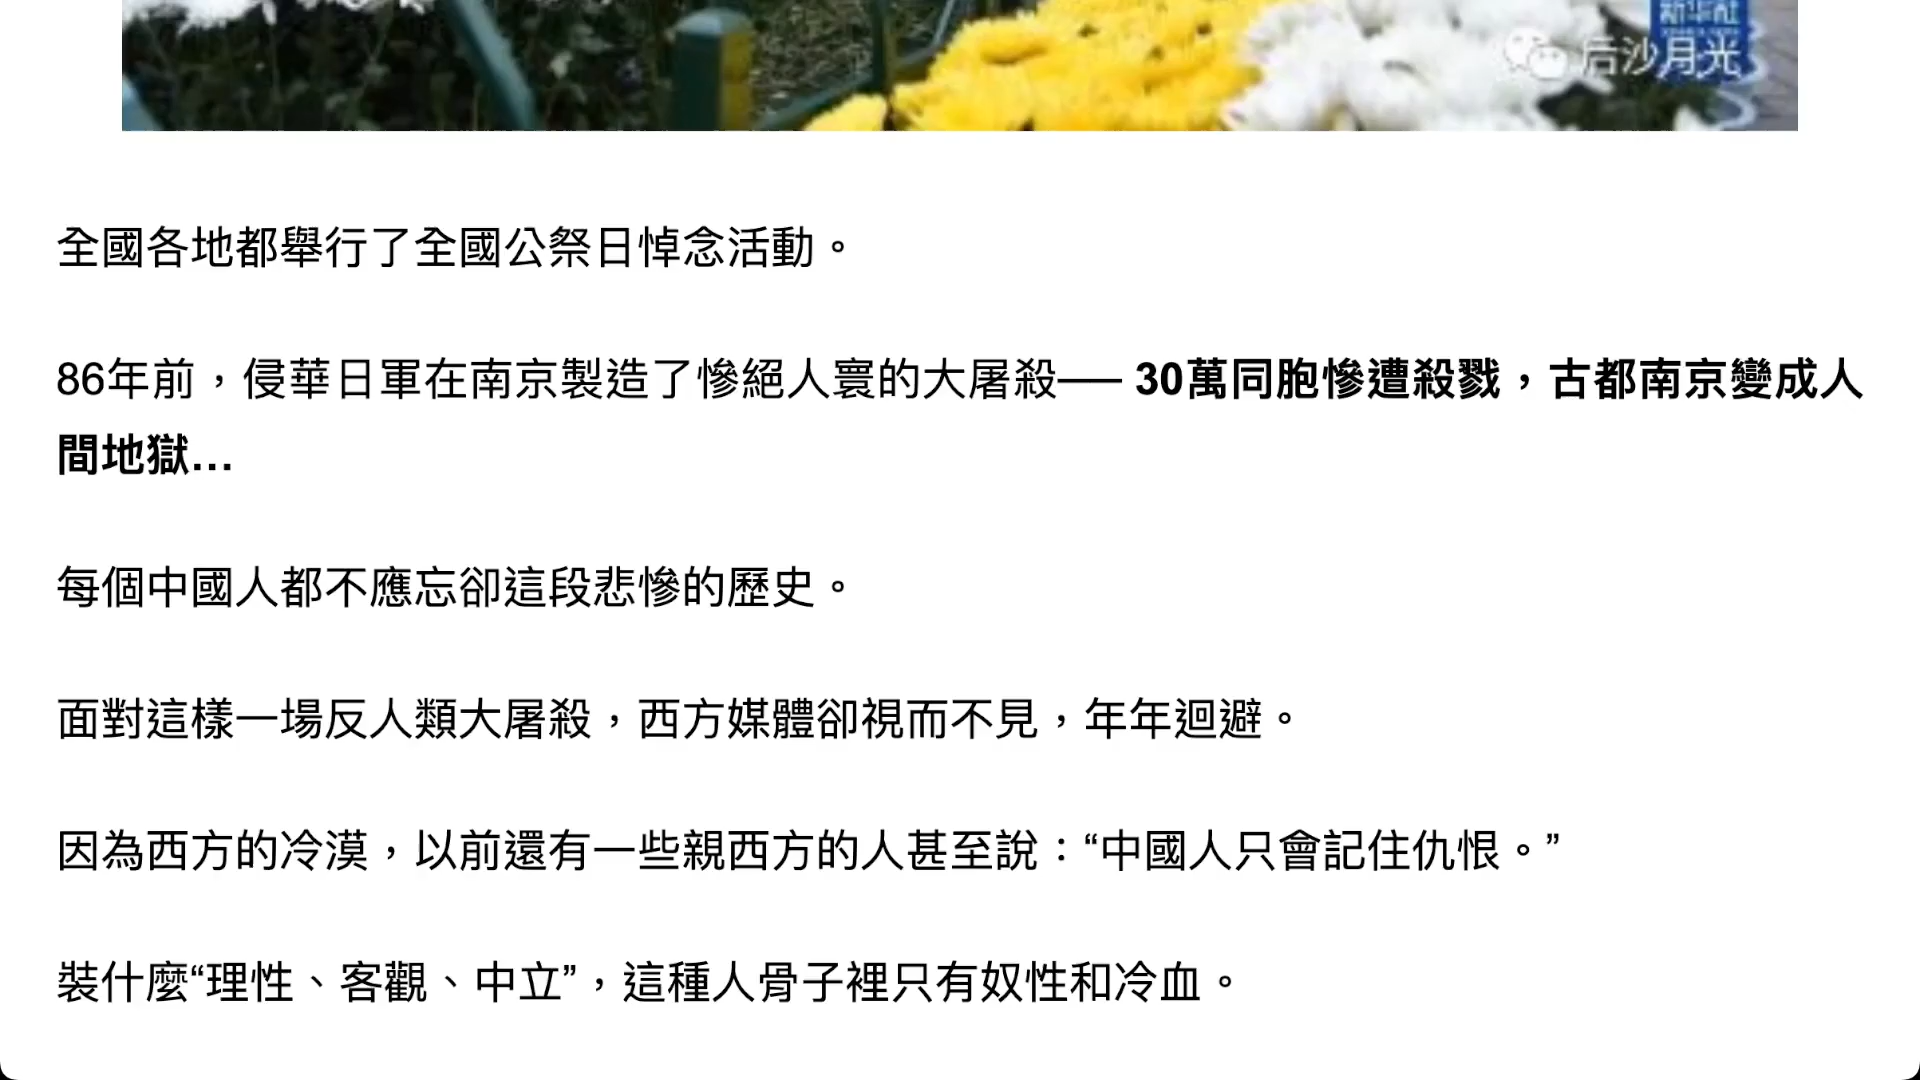 新华社
后沙月光
全國各地都舉行了全國公祭日悼念活動。
86年前，侵華日軍在南京製造了慘絕人寰的大屠殺── 30萬同胞慘遭殺戮，古都南京變成人
間地獄...
每個中國人都不應忘卻這段悲慘的歷史。
面對這樣一場反人類大屠殺，西方媒體卻視而不見，年年迴避。
因為西方的冷漠，以前還有一些親西方的人甚至說：“中國人只會記住仇恨。”
裝什麼“理性、客觀、中立”，這種人骨子裡只有奴性和冷血。